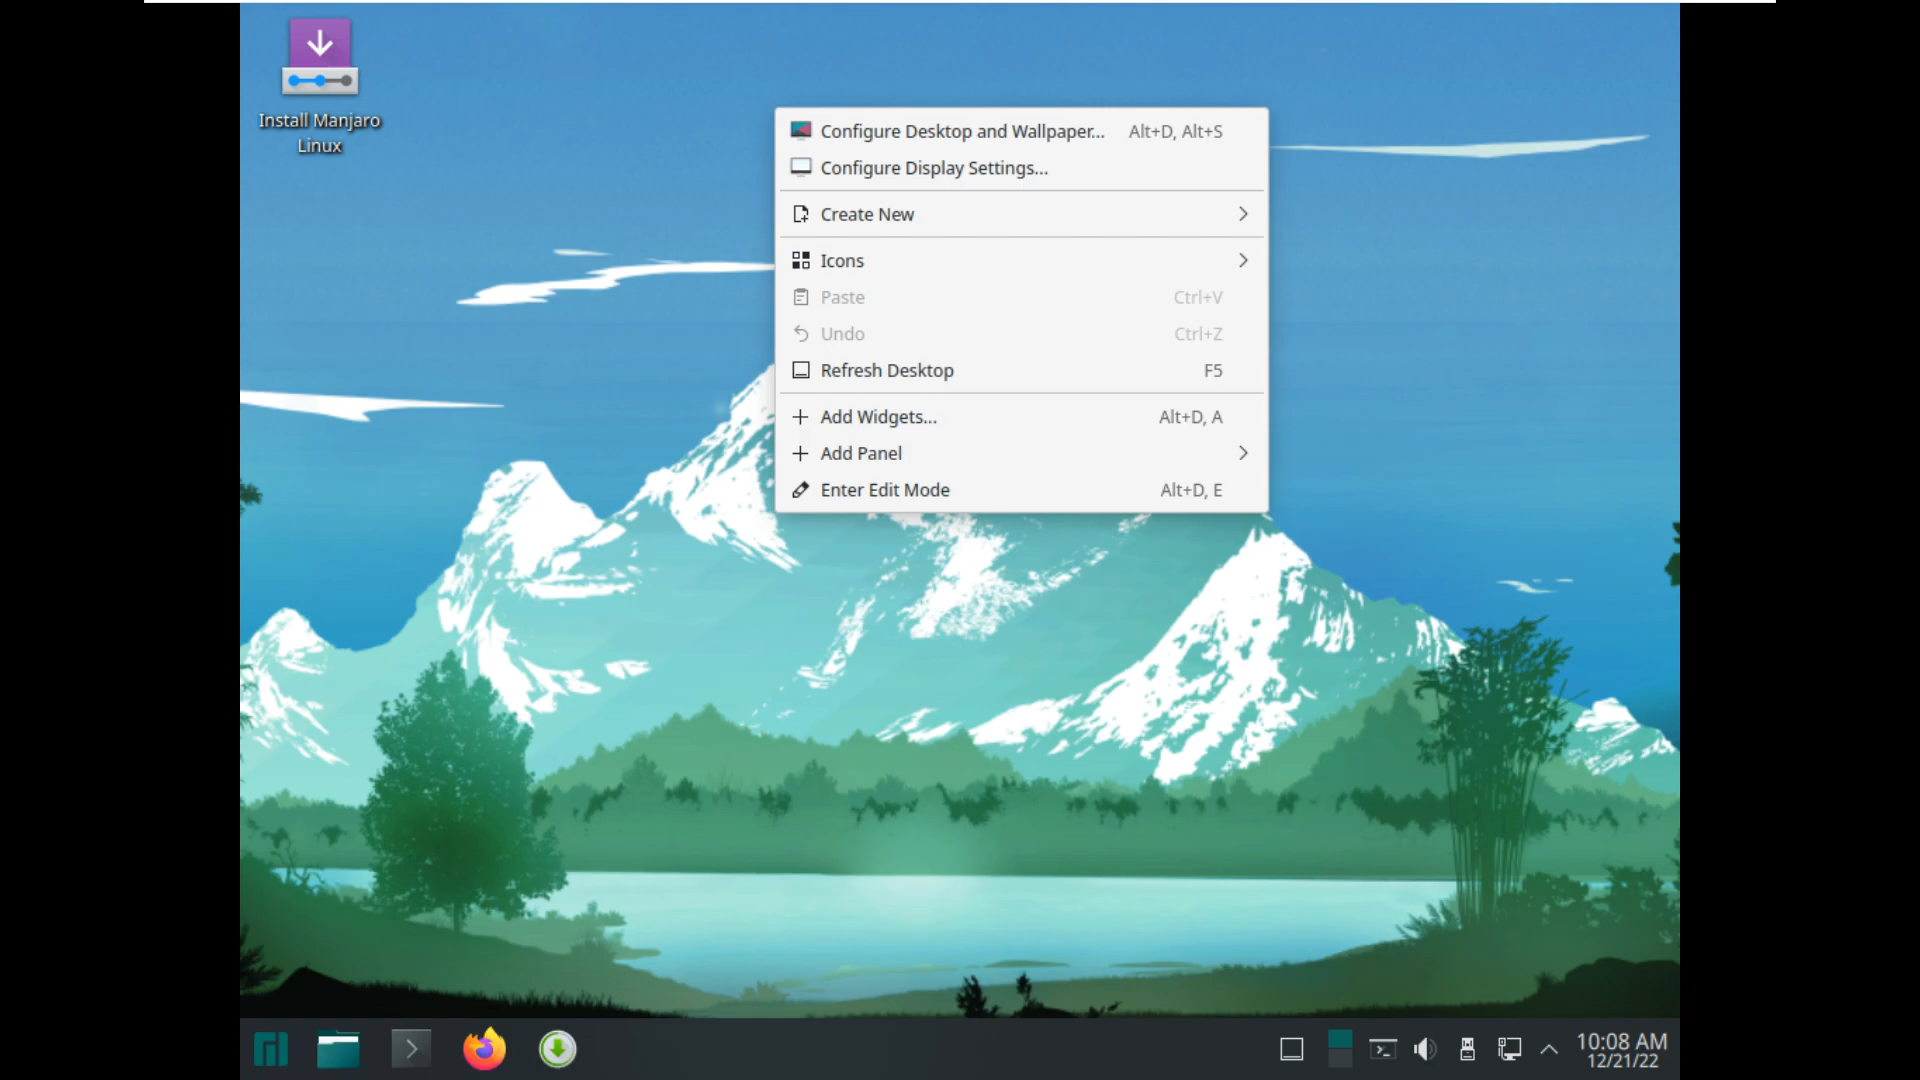 Install Manjaro
Linux
Configure Desktop and Wallpaper... Alt+D, Alt+S
Configure Display Settings...
Create New
Icons
Paste Ctrl+V
Undo Ctrl+Z
Refresh Desktop F5
Add Widgets... Alt+D, A
Add Panel
Enter Edit Mode Alt+D, E
10:08 AM
12/21/22